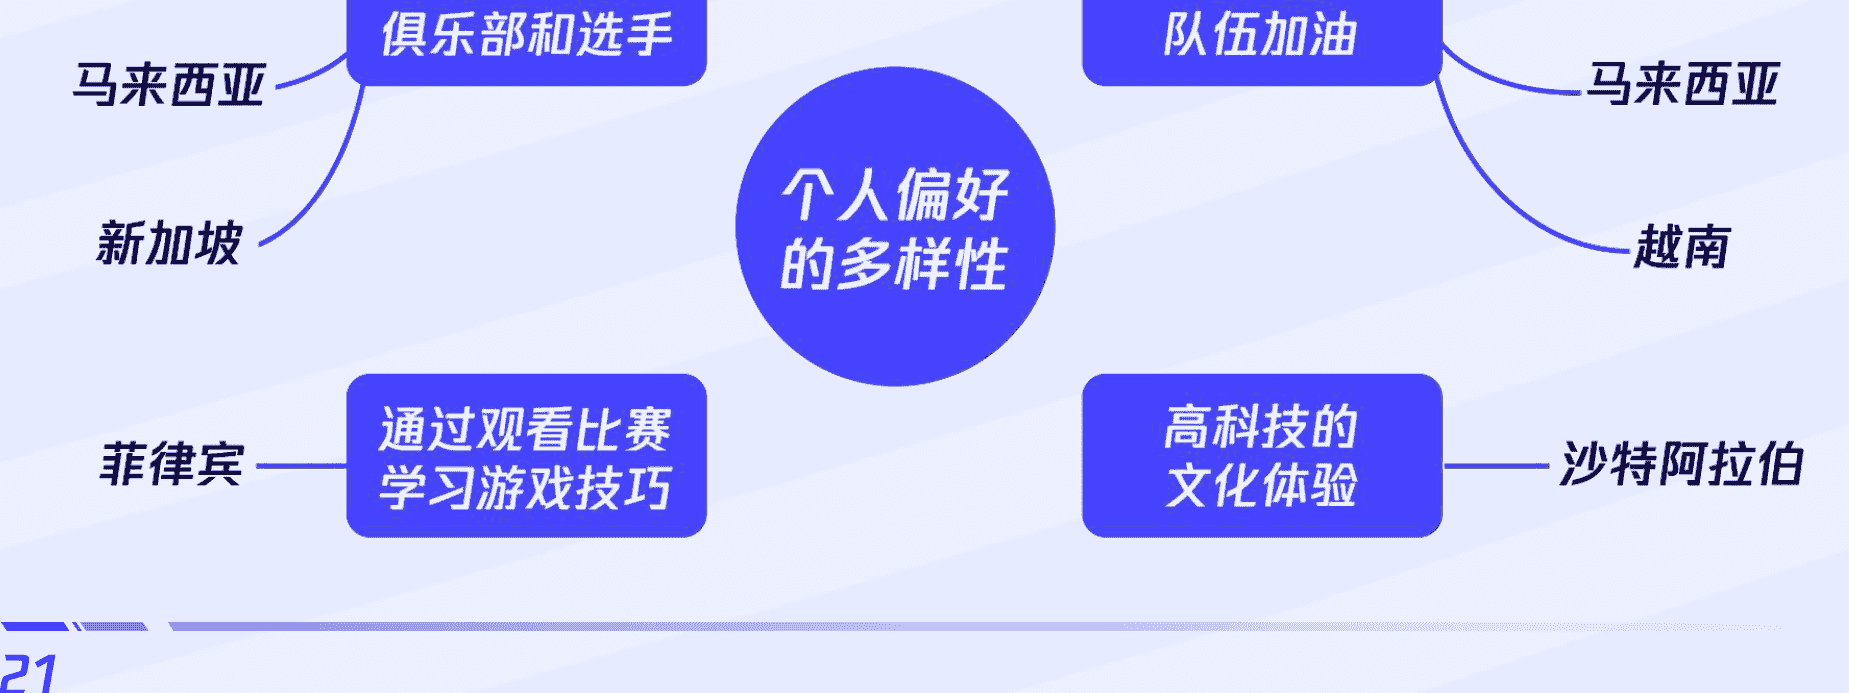 俱乐部和选手
队伍加油
马来西亚
马来西亚
个人偏好
的多样性
新加坡
越南
菲律宾
通过观看比赛
学习游戏技巧
高科技的
文化体验
沙特阿拉伯
21